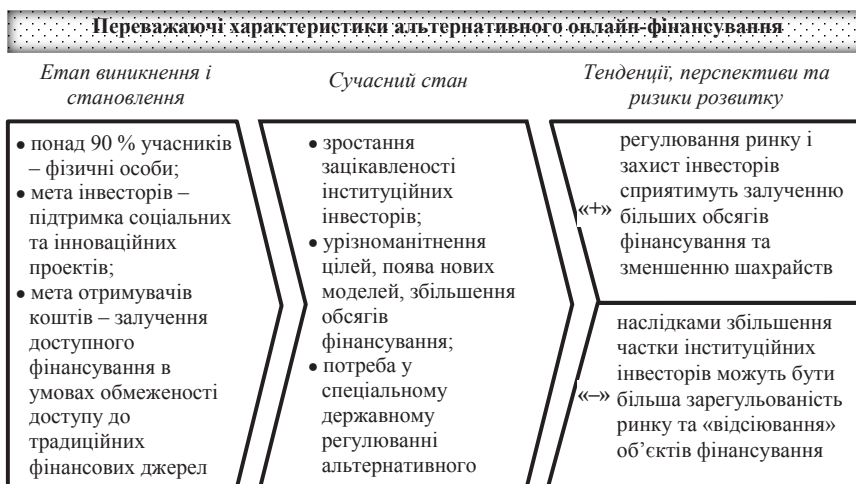 Переважаючі характеристики альтернативного онлайн-фінансування
Етап виникнення і
становлення
• понад 90 % учасників
– фізичні особи;
• мета інвесторів –
підтримка соціальних
та інноваційних
проектів;
• мета отримувачів
коштів – залучення
доступного
фінансування в
умовах обмеженості
доступу до
традиційних
фінансових джерел
Сучасний стан
• зростання
зацікавленості
інституційних
інвесторів;
• урізноманітнення
цілей, поява нових
моделей, збільшення
обсягів
фінансування;
• потреба у
спеціальному
державному
регулюванні
альтернативного
Тенденції, перспективи та
ризики розвитку
«+»
регулювання ринку і
захист інвесторів
сприятимуть залученню
більших обсягів
фінансування та
зменшенню шахрайств
«–»
наслідками збільшення
частки інституційних
інвесторів можуть бути
більша зарегульованість
ринку та «відсіювання»
об’єктів фінансування